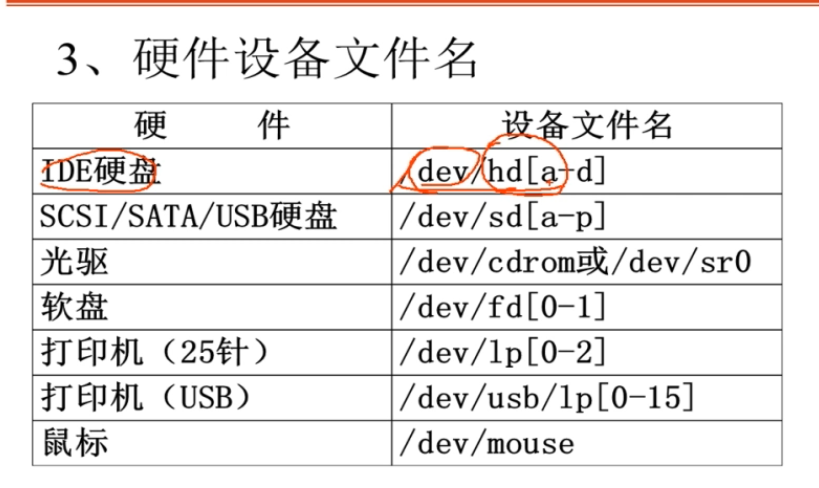 3、硬件设备文件名
硬 件 设备文件名
IDE硬盘 /dev/hd[a-d]
SCSI/SATA/USB硬盘 /dev/sd[a-p]
光驱 /dev/cdrom或/dev/sr0
软盘 /dev/fd[0-1]
打印机（25针） /dev/lp[0-2]
打印机（USB） /dev/usb/lp[0-15]
鼠标 /dev/mouse